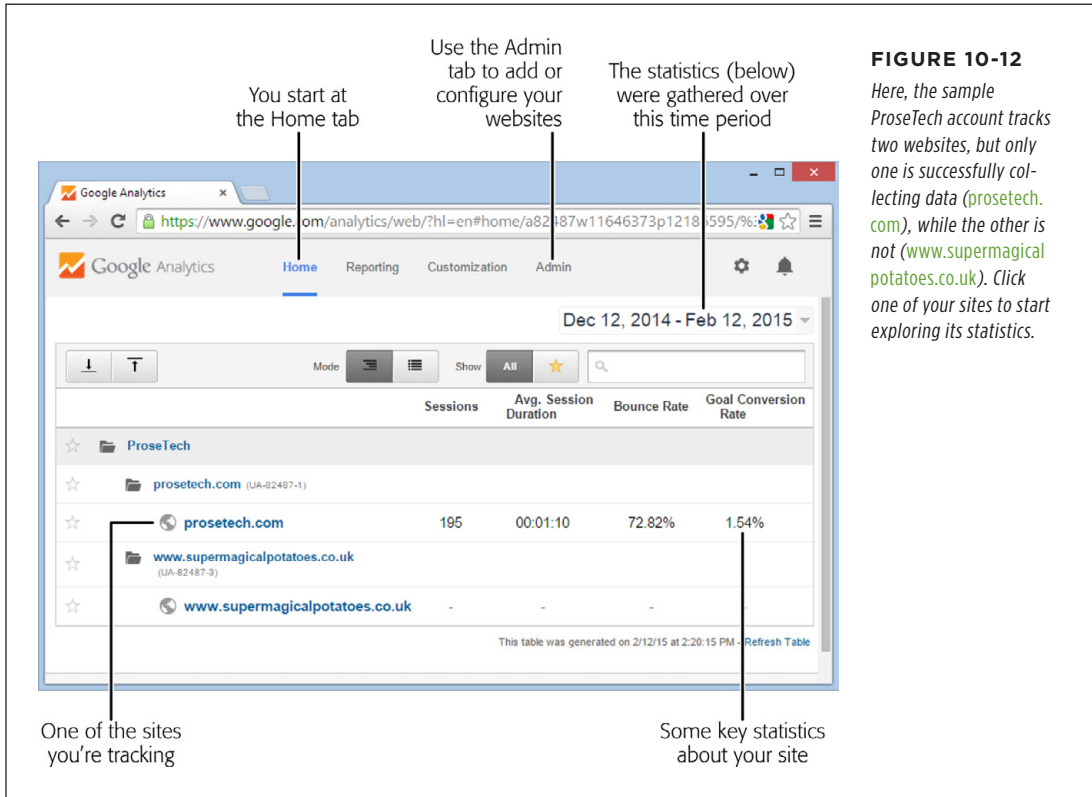 Use the Admin
tab to add or
configure your
websites
You start at
the Home tab
The statistics (below)
were gathered over
this time period
FIGURE 10-12
Here, the sample
ProseTech account tracks
two websites, but only
one is successfully col-
lecting data (prosetech.
com), while the other is
not (www.supermagical
potatoes.co.uk). Click
one of your sites to start
exploring its statistics.
Google Analytics
https://www.google.com/analytics/web/?hl=en#home/a82487w11646373p12186595/%3
Google Analytics Home Reporting Customization Admin
Dec 12, 2014 - Feb 12, 2015
Mode Show All
Sessions Avg. Session Duration Bounce Rate Goal Conversion Rate
ProseTech
prosetech.com (UA-82487-1)
prosetech.com 195 00:01:10 72.82% 1.54%
www.supermagicalpotatoes.co.uk
(UA-82487-3)
www.supermagicalpotatoes.co.uk - - - -
This table was generated on 2/12/15 at 2:20:15 PM - Refresh Table
One of the sites
you're tracking
Some key statistics
about your site